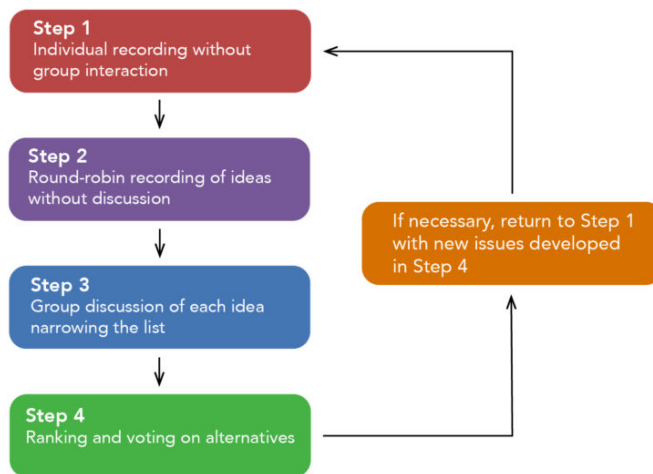 Step 1
Individual recording without
group interaction
Step 2
Round-robin recording of ideas
without discussion
Step 3
Group discussion of each idea
narrowing the list
Step 4
Ranking and voting on alternatives
If necessary, return to Step 1
with new issues developed
in Step 4